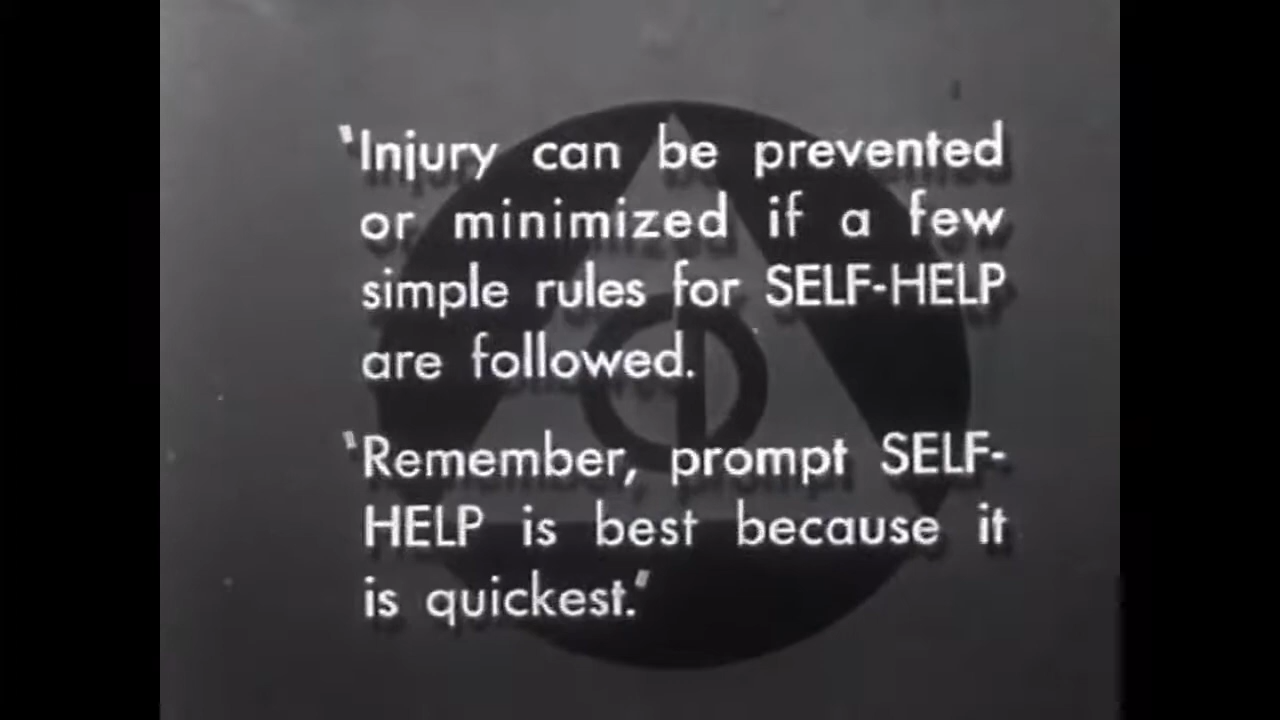 "Injury can be prevented
or minimized if a few
simple rules for SELF-HELP
are followed.
"Remember, prompt SELF-
HELP is best because it
is quickest."